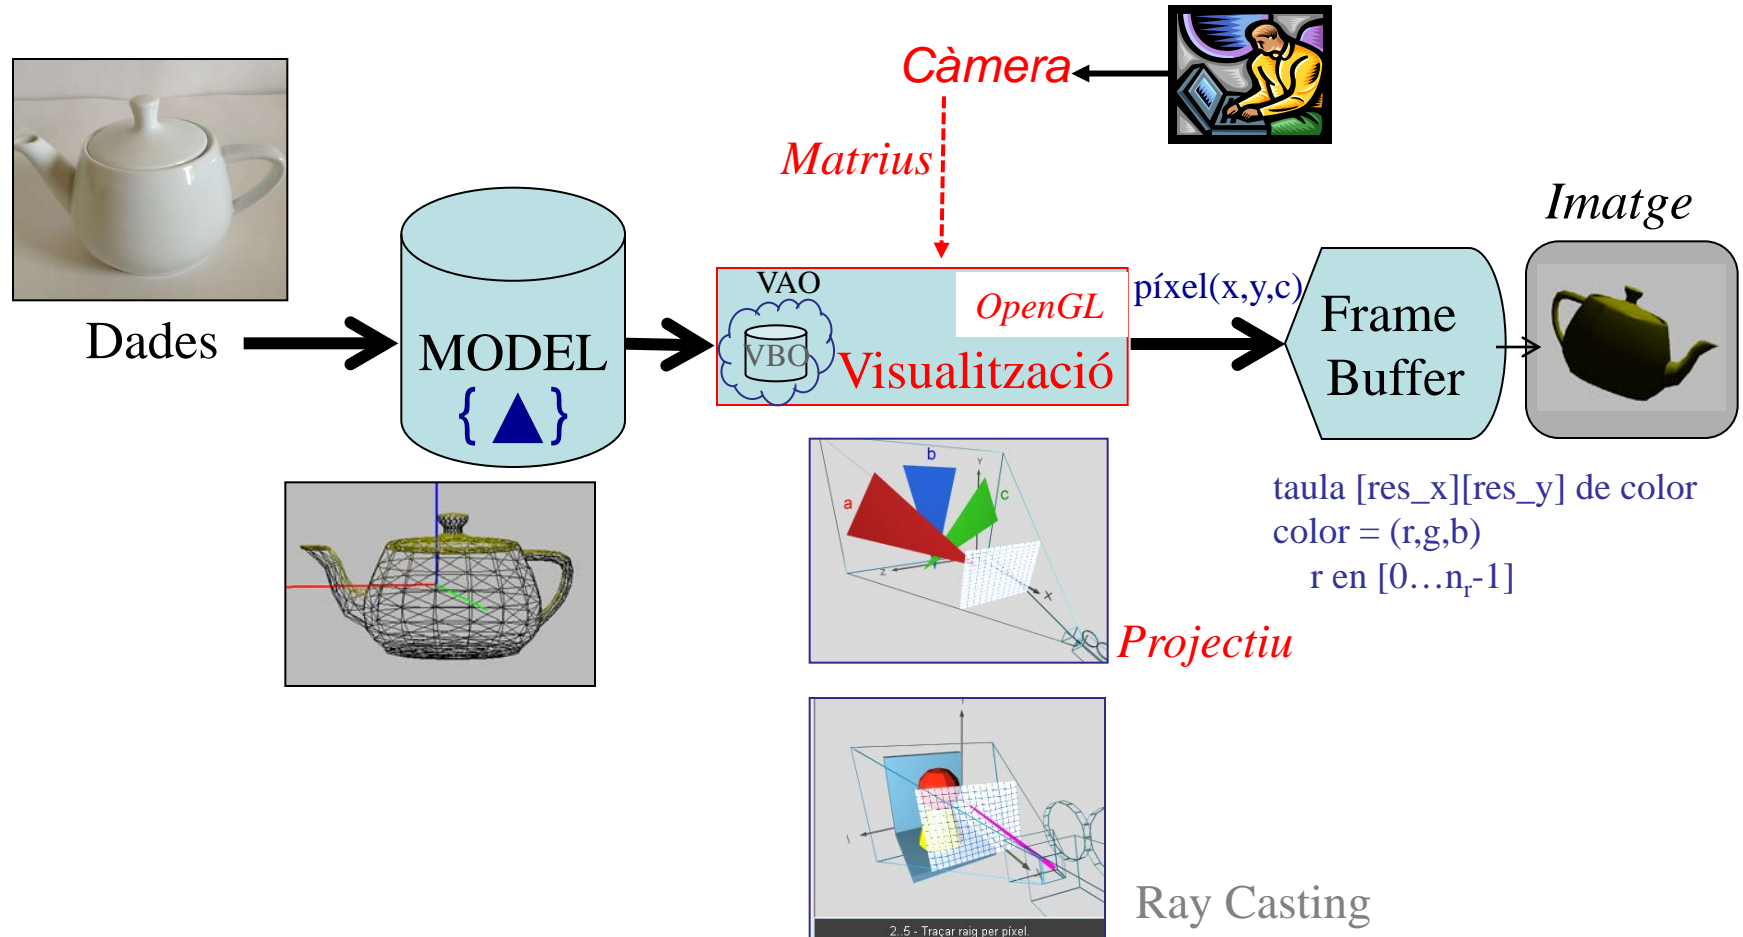 Càmera
Matrius
Imatge
Dades
MODEL
{ }
VAO
VBO
OpenGL
Visualització
píxel(x,y,c)
Frame
Buffer
taula [res_x][res_y] de color
color = (r,g,b)
r en [0…nr-1]
a
b
c
Y
Z
X
Projectiu
X
2..5 - Traçar raig per píxel.
Ray Casting